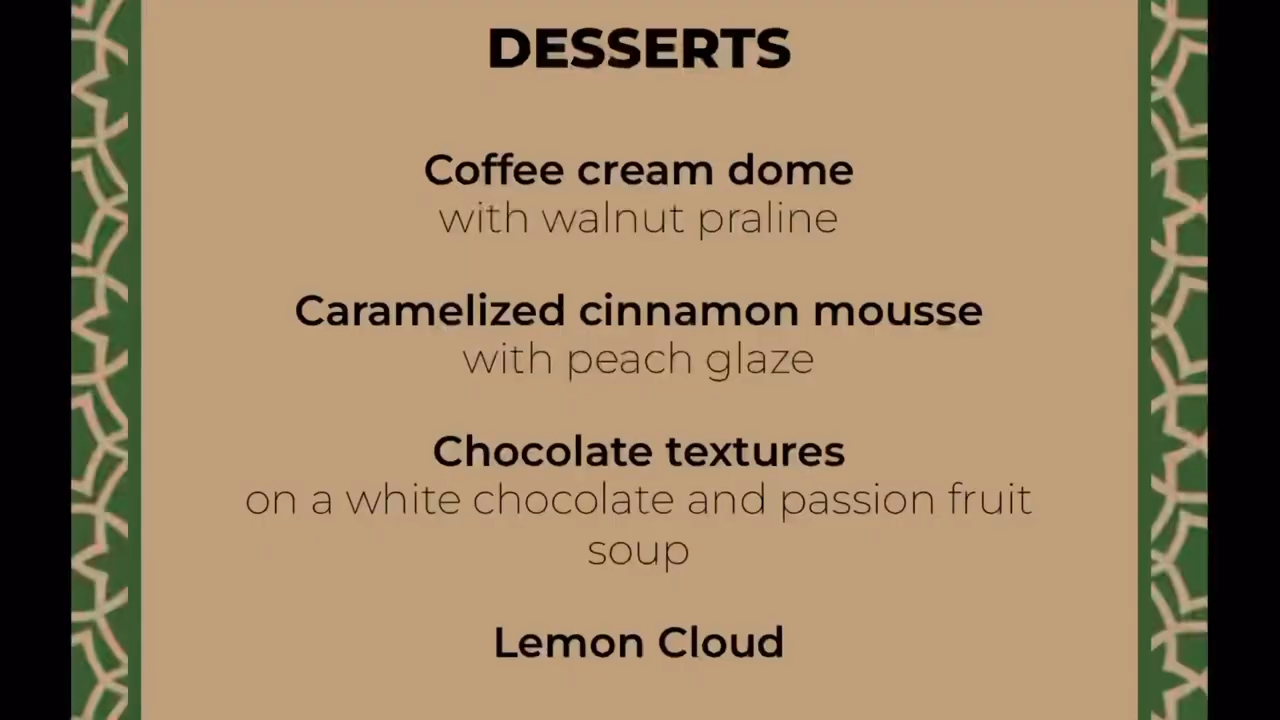 DESSERTS
Coffee cream dome
with walnut praline
Caramelized cinnamon mousse
with peach glaze
Chocolate textures
on a white chocolate and passion fruit
soup
Lemon Cloud